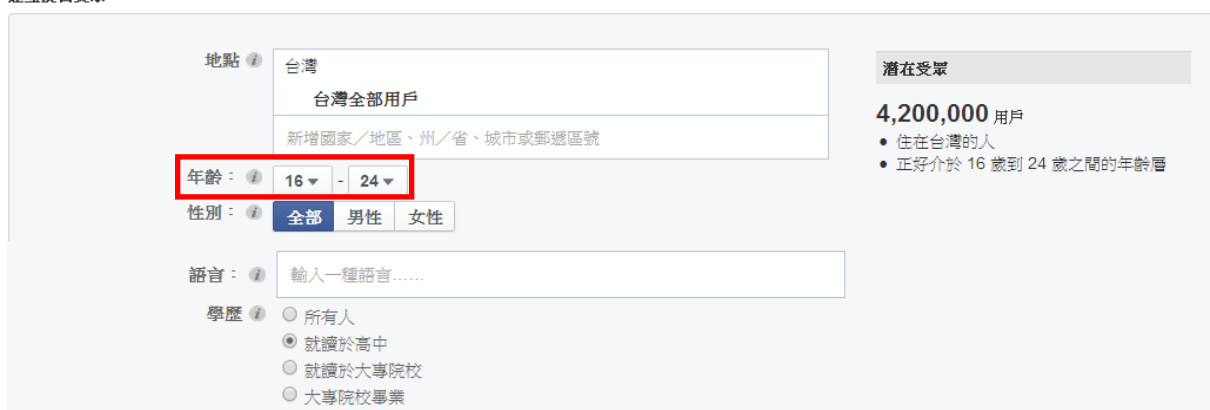 地點
台灣
台灣全部用戶
新增國家／地區、州／省、城市或郵遞區號
潛在受眾
4,200,000 用戶
• 住在台灣的人
• 正好介於 16 歲到 24 歲之間的年齡層
年齡： 16 - 24
性別： 全部 男性 女性
語言： 輸入一種語言......
學歷 所有人
就讀於高中
就讀於大專院校
大專院校畢業